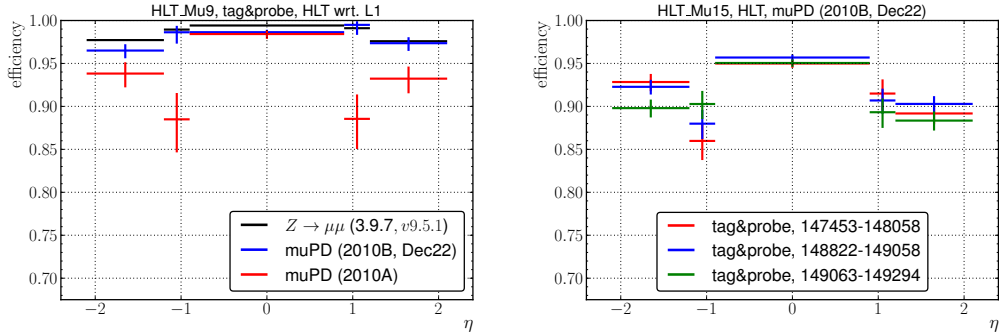 HLT_Mu9, tag&probe, HLT wrt. L1
efficiency
1.00
0.95
0.90
0.85
0.80
0.75
0.70
−2
−1
0
1
2
η
Z → μμ (3.9.7, v9.5.1)
muPD (2010B, Dec22)
muPD (2010A)
HLT_Mu15, HLT, muPD (2010B, Dec22)
efficiency
1.00
0.95
0.90
0.85
0.80
0.75
0.70
−2
−1
0
1
2
η
tag&probe, 147453-148058
tag&probe, 148822-149058
tag&probe, 149063-149294